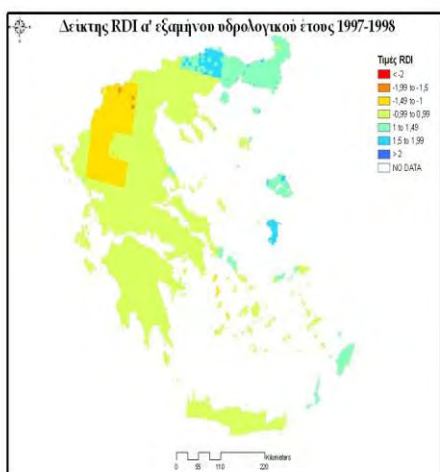 Δείκτης RDI α' εξαμήνου υδρολογικού έτους 1997-1998
Τιμές RDI
< -2
-1,99 to -1,5
-1,49 to -1
-0,99 to 0,99
1 to 1,49
1,5 to 1,99
> 2
NO DATA
Kilometers
0 55 110 220